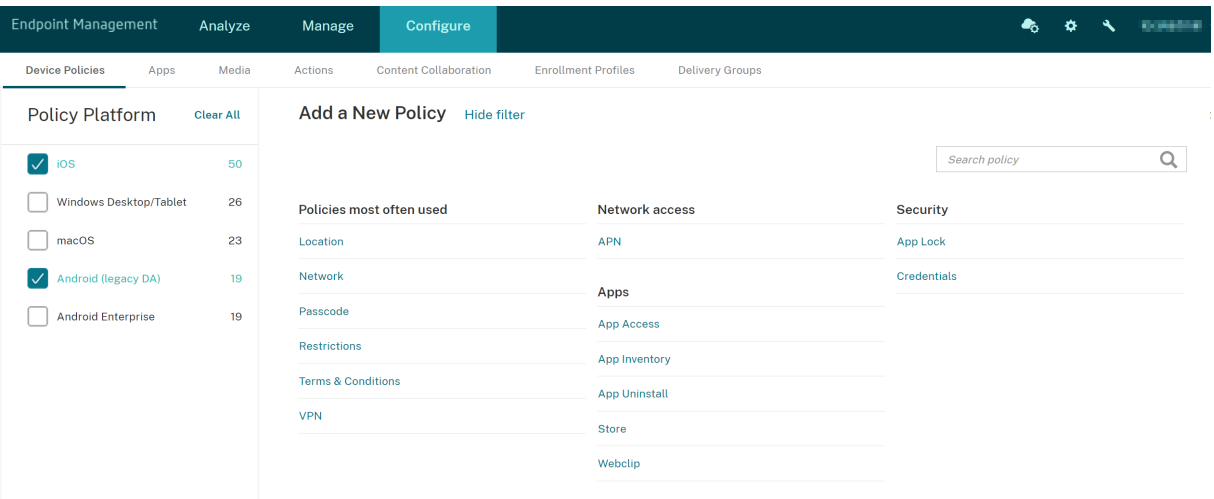 Endpoint Management Analyze Manage Configure
Device Policies Apps Media Actions Content Collaboration Enrollment Profiles Delivery Groups
Policy Platform Clear All
iOS 50
Windows Desktop/Tablet 26
macOS 23
Android (legacy DA) 19
Android Enterprise 19
Add a New Policy Hide filter
Search policy
Policies most often used
Location
Network
Passcode
Restrictions
Terms & Conditions
VPN
Network access
APN
Apps
App Access
App Inventory
App Uninstall
Store
Webclip
Security
App Lock
Credentials